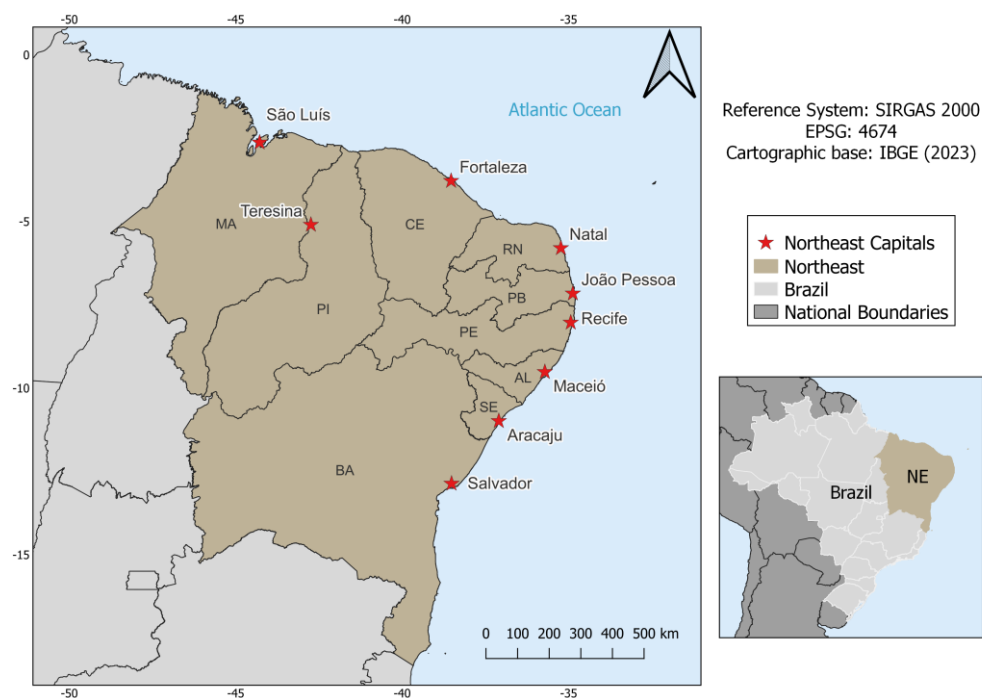 -50 -45 -40 -35
0
-5
-10
-15
Atlantic Ocean
São Luís
Fortaleza
Teresina
MA
CE
Natal
RN
João Pessoa
PB
PI
Recife
PE
AL
Maceió
SE
Aracaju
BA
Salvador
0 100 200 300 400 500 km
-50 -45 -40 -35
Reference System: SIRGAS 2000
EPSG: 4674
Cartographic base: IBGE (2023)
Northeast Capitals
Northeast
Brazil
National Boundaries
NE
Brazil